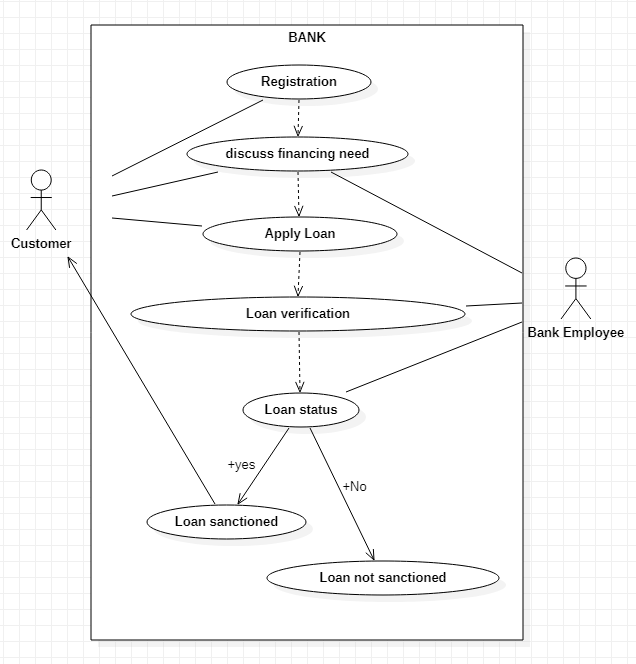 BANK
Registration
discuss financing need
Customer
Apply Loan
Loan verification
Bank Employee
Loan status
+yes
+No
Loan sanctioned
Loan not sanctioned